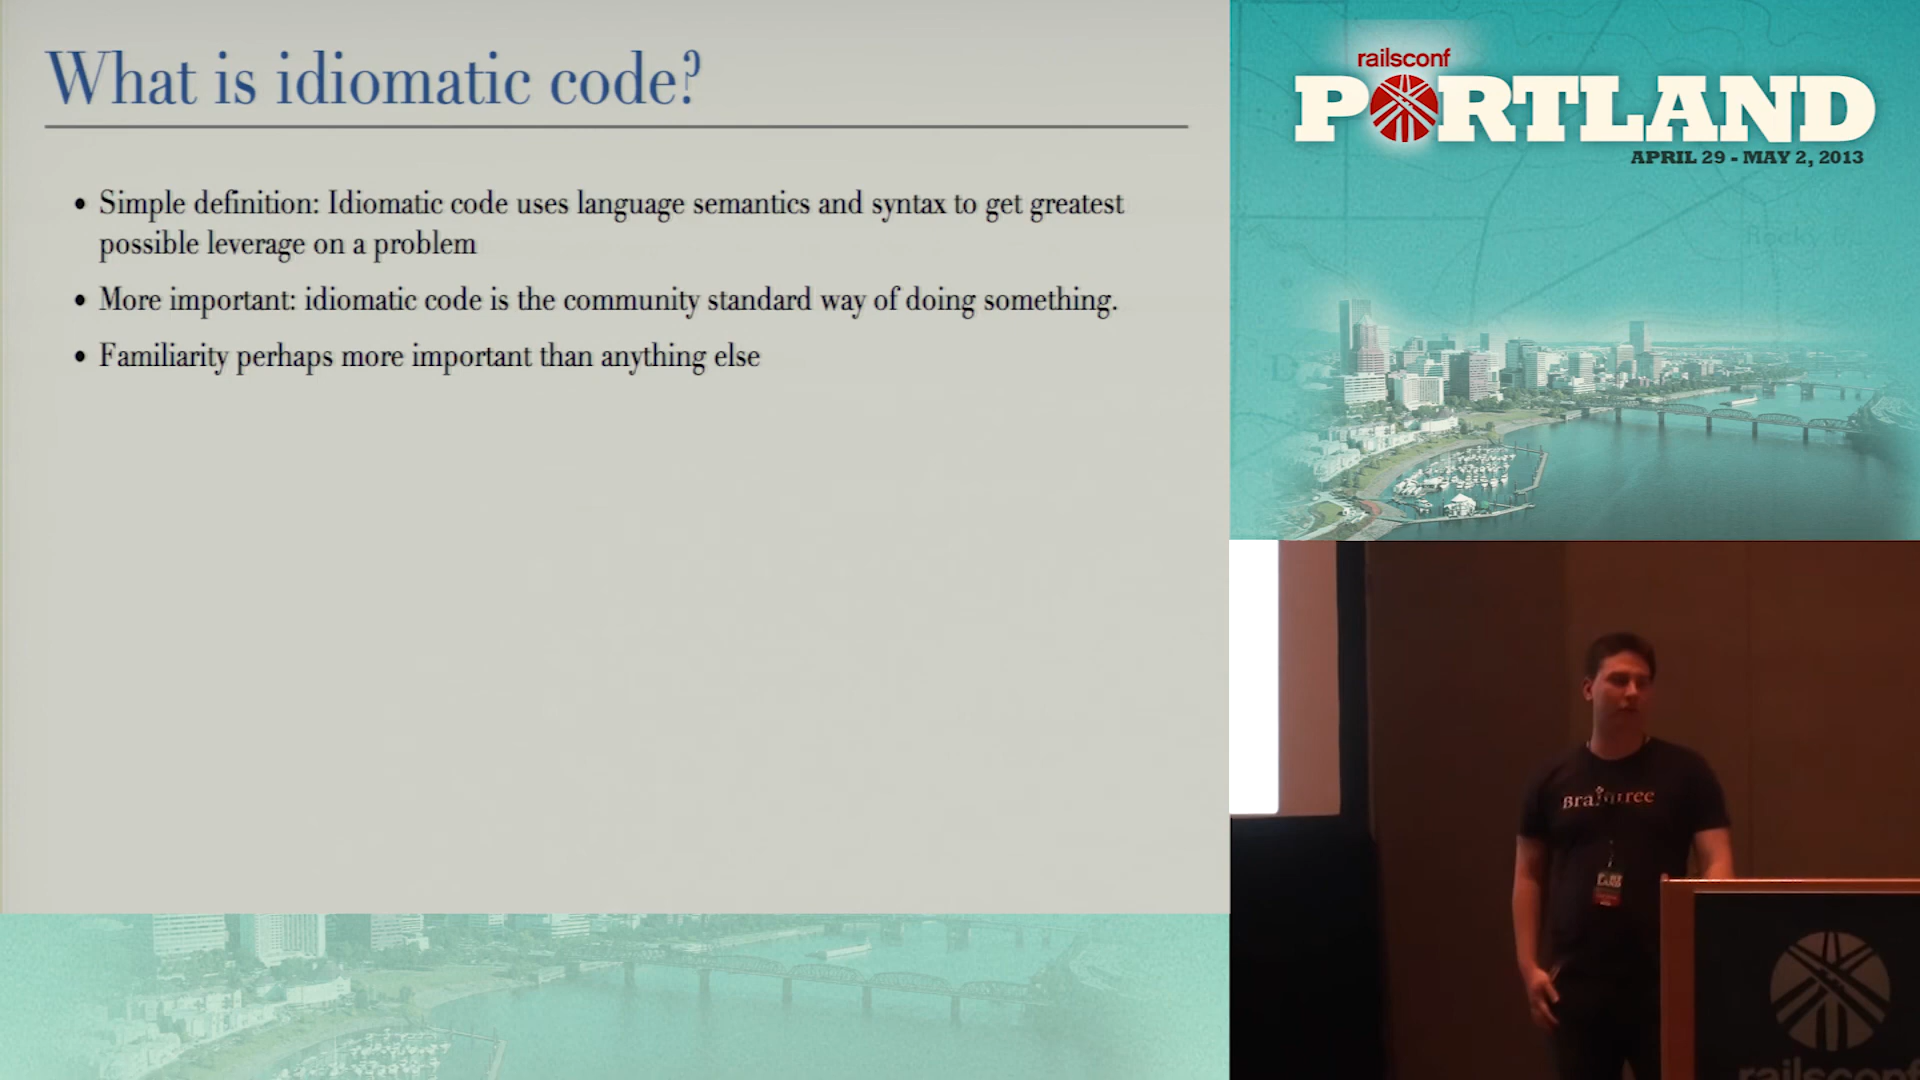 What is idiomatic code?
• Simple definition: Idiomatic code uses language semantics and syntax to get greatest
possible leverage on a problem
• More important: idiomatic code is the community standard way of doing something.
• Familiarity perhaps more important than anything else
railsconf
PORTLAND
APRIL 29 - MAY 2, 2013
Braintree
railsconf